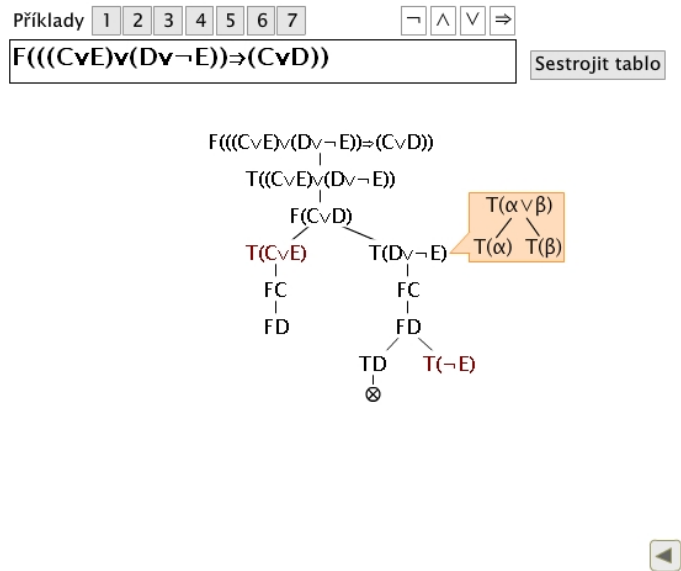 Příklady 1 2 3 4 5 6 7 ¬ ∧ ∨ ⇒
F(((C∨E)∨(D∨¬E))⇒(C∨D))
Sestrojit tablo
F(((C∨E)∨(D∨¬E))⇒(C∨D))
T((C∨E)∨(D∨¬E))
F(C∨D)
T(α∨β)
T(α) T(β)
T(C∨E) T(D∨¬E)
FC FC
FD FD
TD T(¬E)
⊗